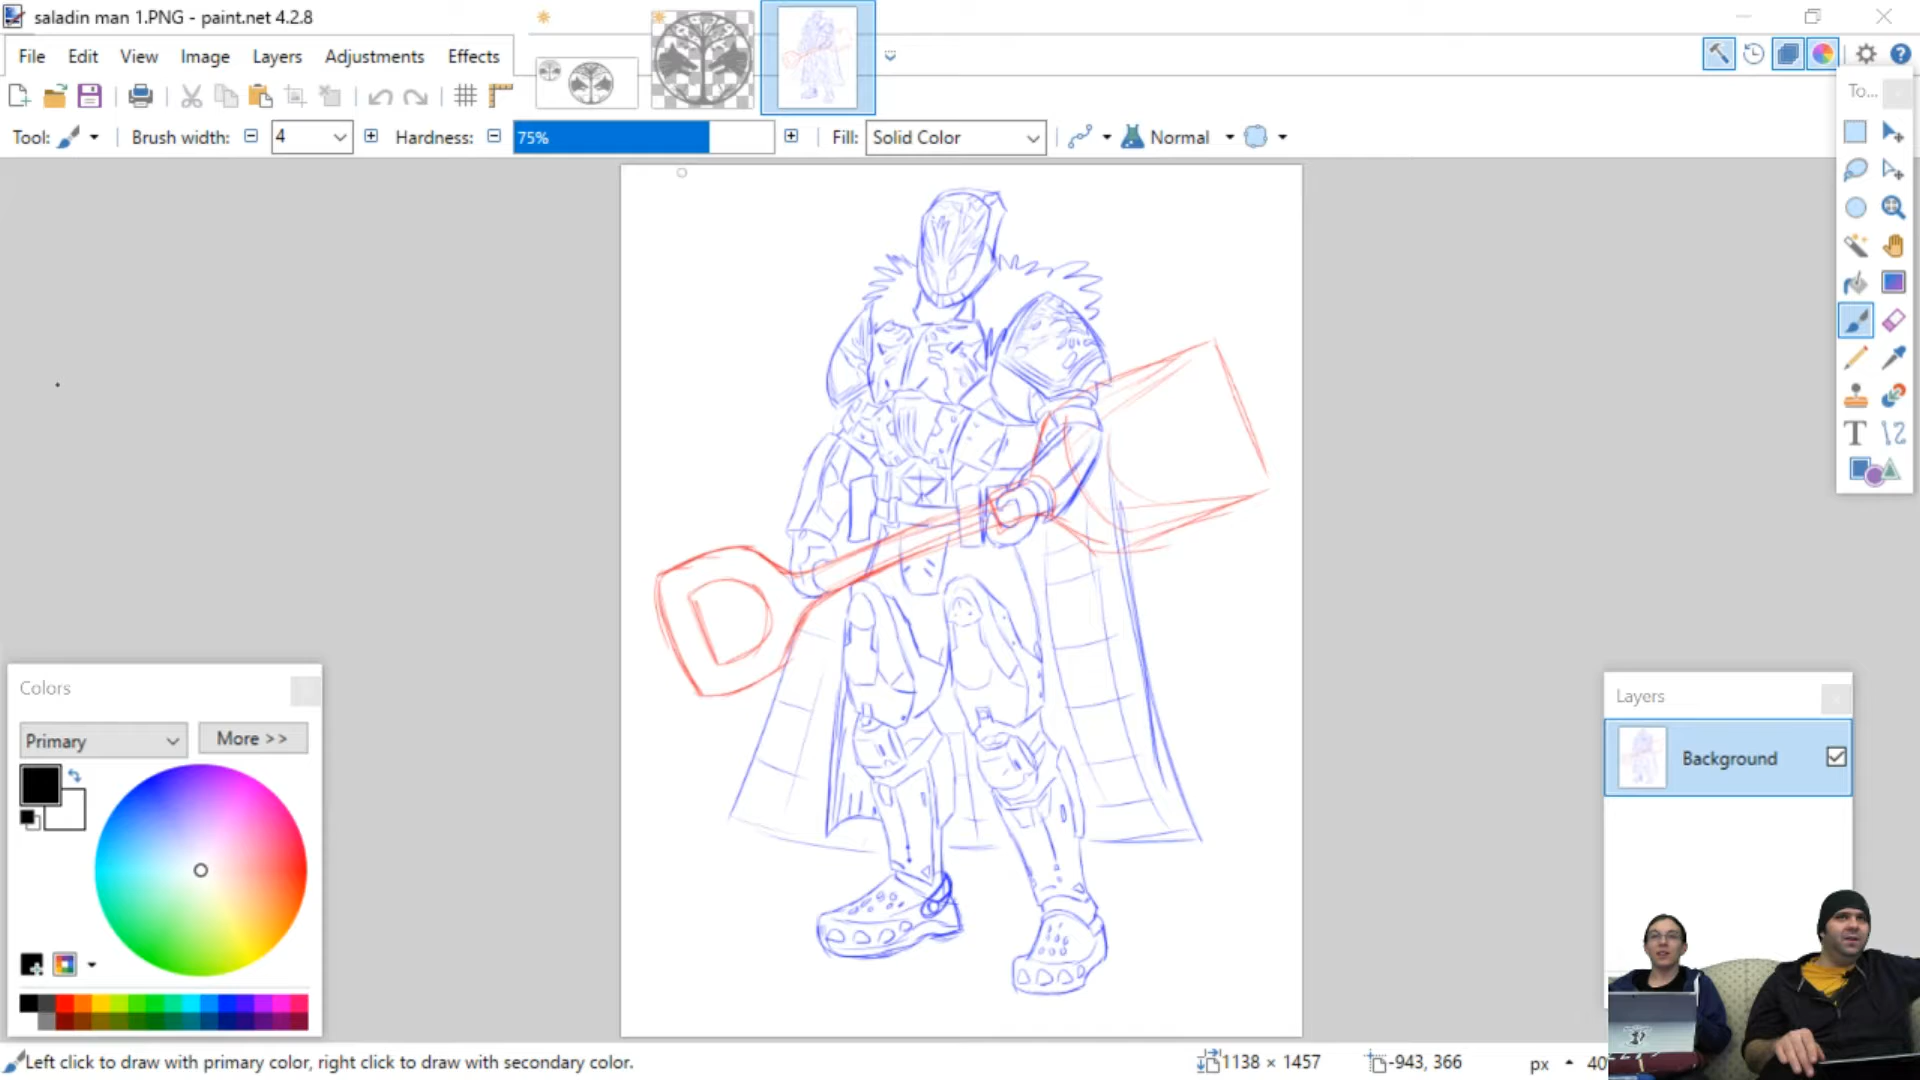 saladin man 1.PNG - paint.net 4.2.8
File Edit View Image Layers Adjustments Effects
To...
Tool: Brush width: 4 Hardness: 75% Fill: Solid Color Normal
Colors
Primary More >>
Layers
Background
Left click to draw with primary color, right click to draw with secondary color.
1138 × 1457 -943, 366 px 40